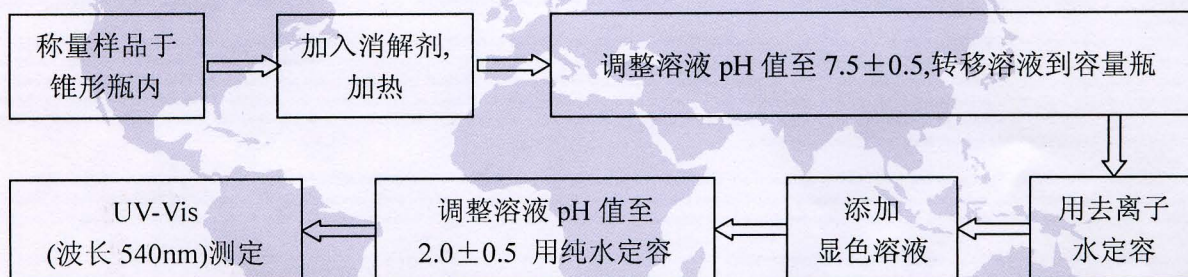 称量样品于
锥形瓶内
加入消解剂,
加热
调整溶液 pH 值至 7.5±0.5,转移溶液到容量瓶
用去离子
水定容
添加
显色溶液
调整溶液 pH 值至
2.0±0.5 用纯水定容
UV-Vis
(波长 540nm)测定